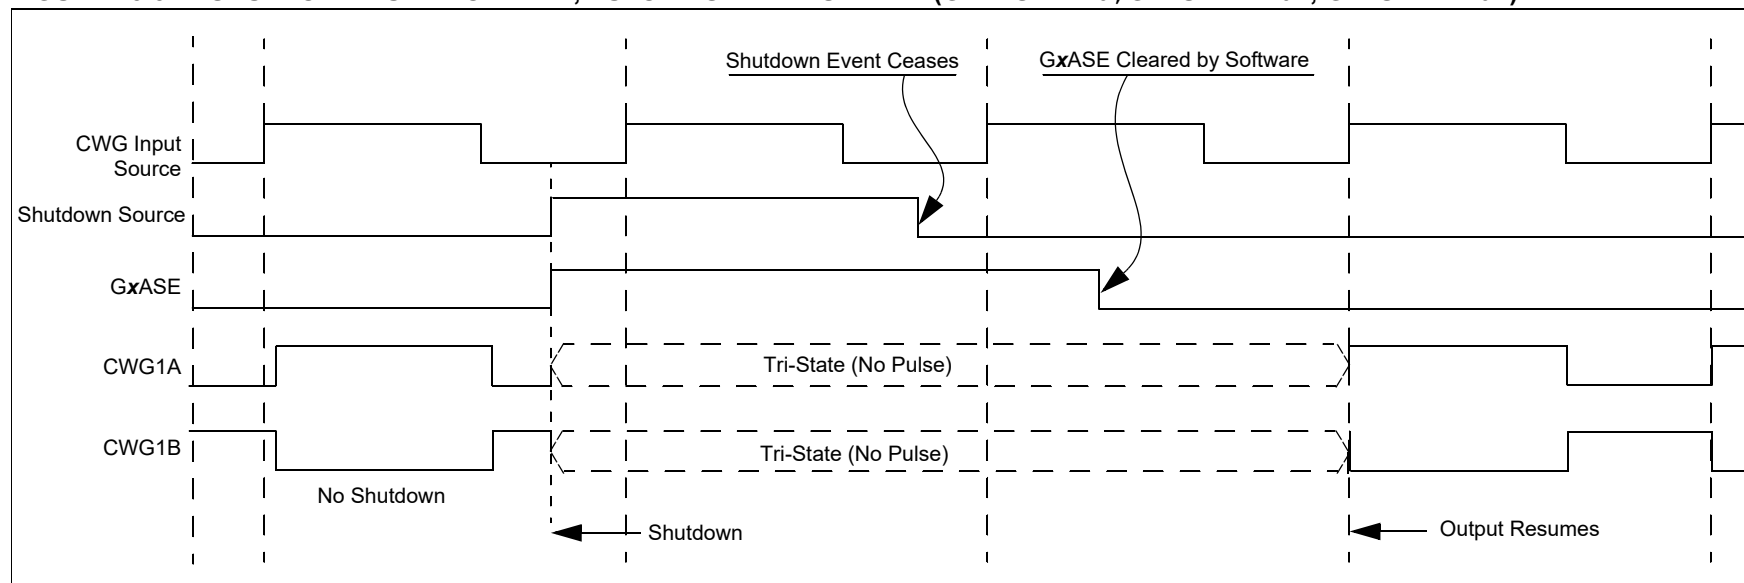 Shutdown Event Ceases
GxASE Cleared by Software
CWG Input
Source
Shutdown Source
GxASE
CWG1A
Tri-State (No Pulse)
CWG1B
Tri-State (No Pulse)
No Shutdown
Shutdown
Output Resumes